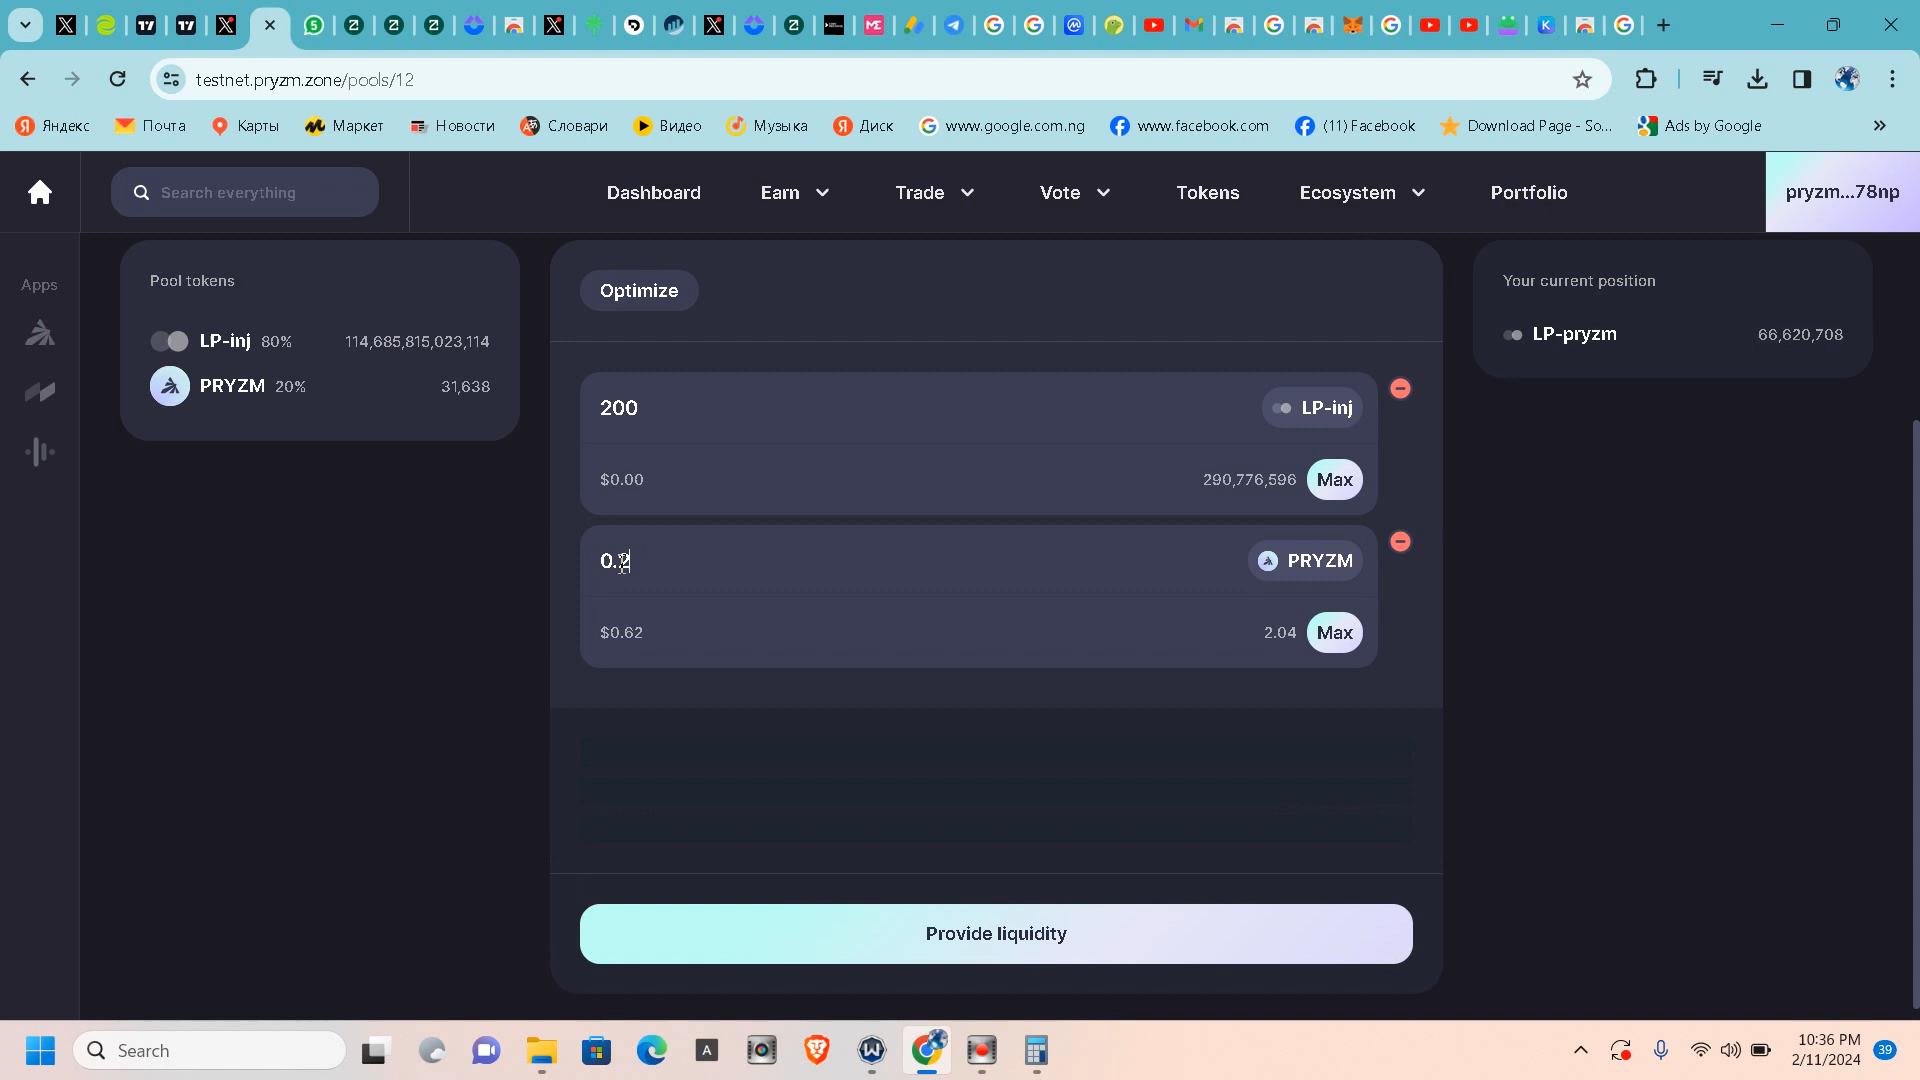 testnet.pryzm.zone/pools/12
Яндекс
Почта
Карты
Маркет
Новости
Словари
Видео
Музыка
Диск
www.google.com.ng
www.facebook.com
(11) Facebook
Download Page - So...
Ads by Google
Search everything
Dashboard
Earn
Trade
Vote
Tokens
Ecosystem
Portfolio
pryzm...78np
Apps
Pool tokens
LP-inj 80% 114,685,815,023,114
PRYZM 20% 31,638
Optimize
200 LP-inj
$0.00 290,776,596 Max
0.2 PRYZM
$0.62 2.04 Max
Provide liquidity
Your current position
LP-pryzm 66,620,708
Search
10:36 PM
2/11/2024
39